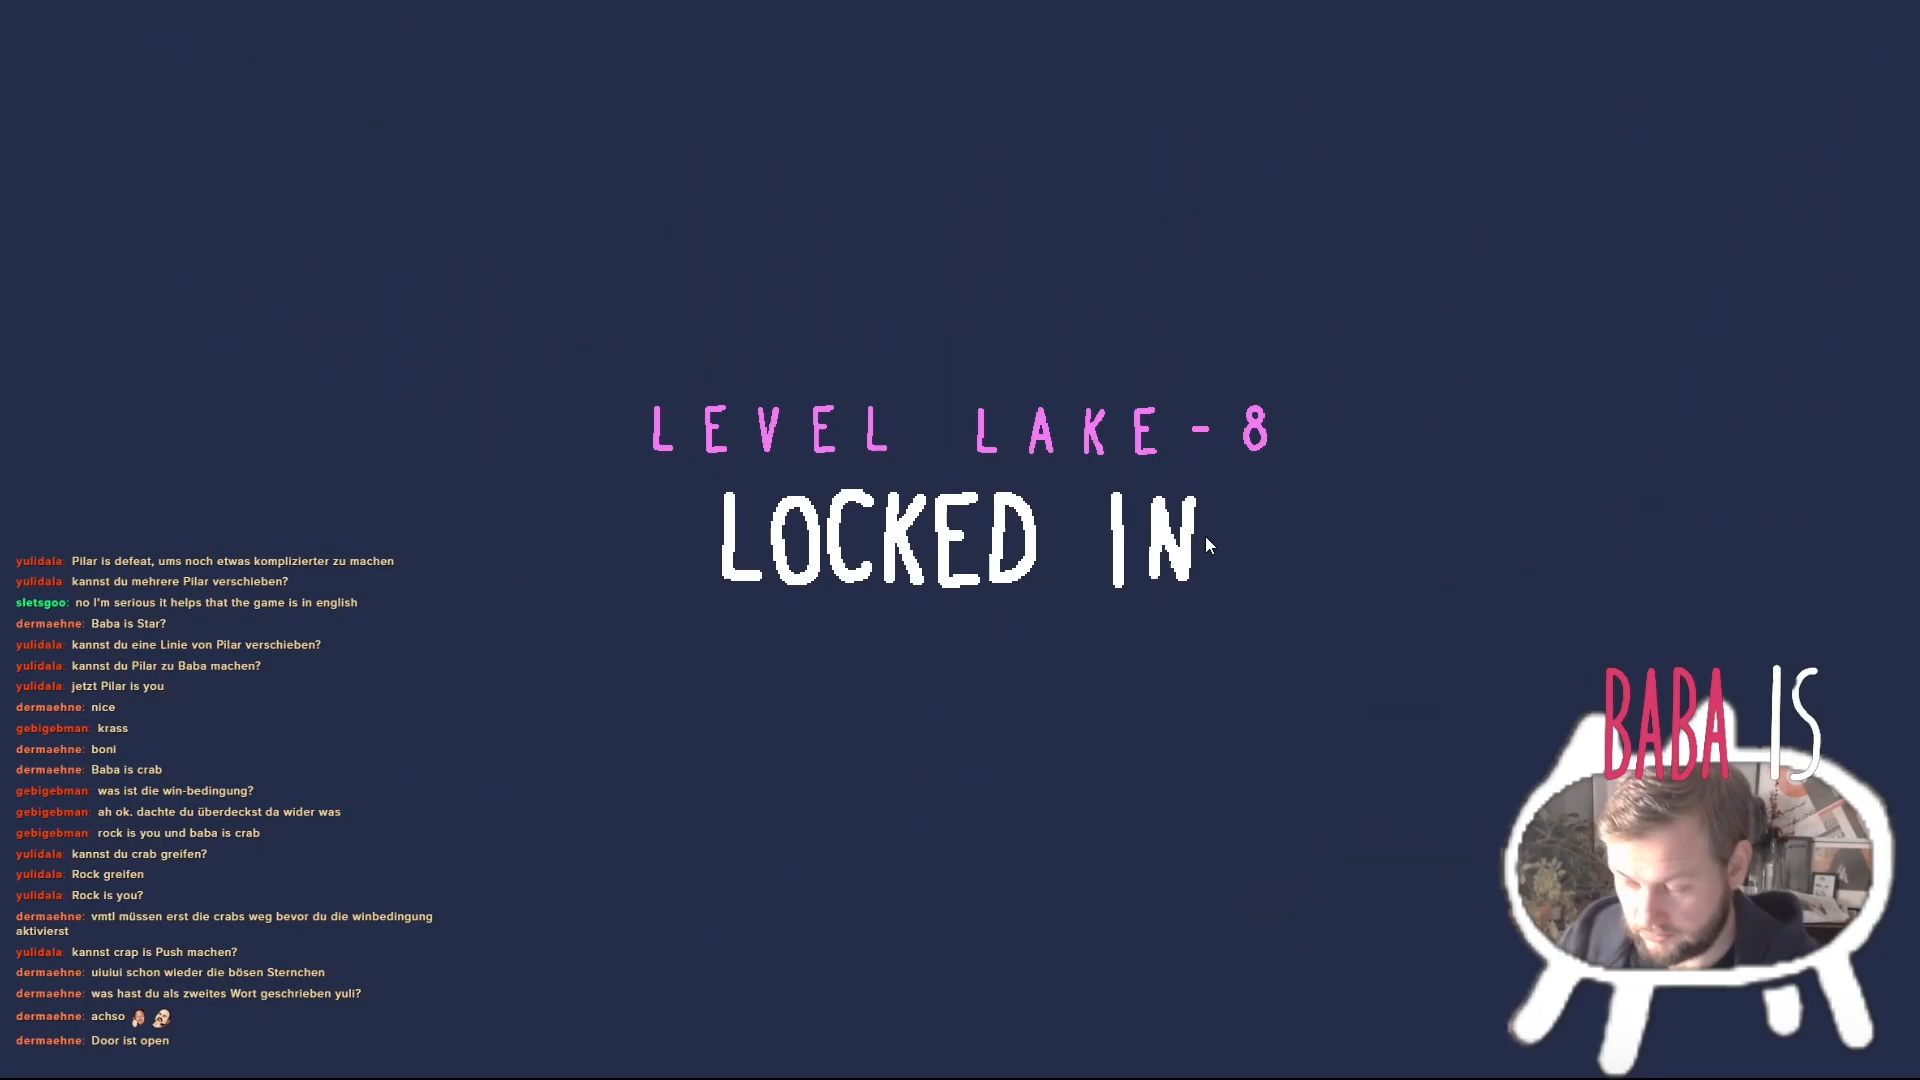 LEVEL LAKE-8
LOCKED IN
yulidala: Pilar is defeat, ums noch etwas komplizierter zu machen
yulidala: kannst du mehrere Pilar verschieben?
sletsgoo: no I'm serious it helps that the game is in english
dermaehne: Baba is Star?
yulidala: kannst du eine Linie von Pilar verschieben?
yulidala: kannst du Pilar zu Baba machen?
yulidala: jetzt Pilar is you
dermaehne: nice
gebigebman: krass
dermaehne: boni
dermaehne: Baba is crab
gebigebman: was ist die win-bedingung?
gebigebman: ah ok. dachte du überdeckst da wider was
gebigebman: rock is you und baba is crab
yulidala: kannst du crab greifen?
yulidala: Rock greifen
yulidala: Rock is you?
dermaehne: vmtl müssen erst die crabs weg bevor du die winbedingung
aktivierst
yulidala: kannst crap is Push machen?
dermaehne: uiuiui schon wieder die bösen Sternchen
dermaehne: was hast du als zweites Wort geschrieben yuli?
dermaehne: achso
dermaehne: Door ist open
BABA IS